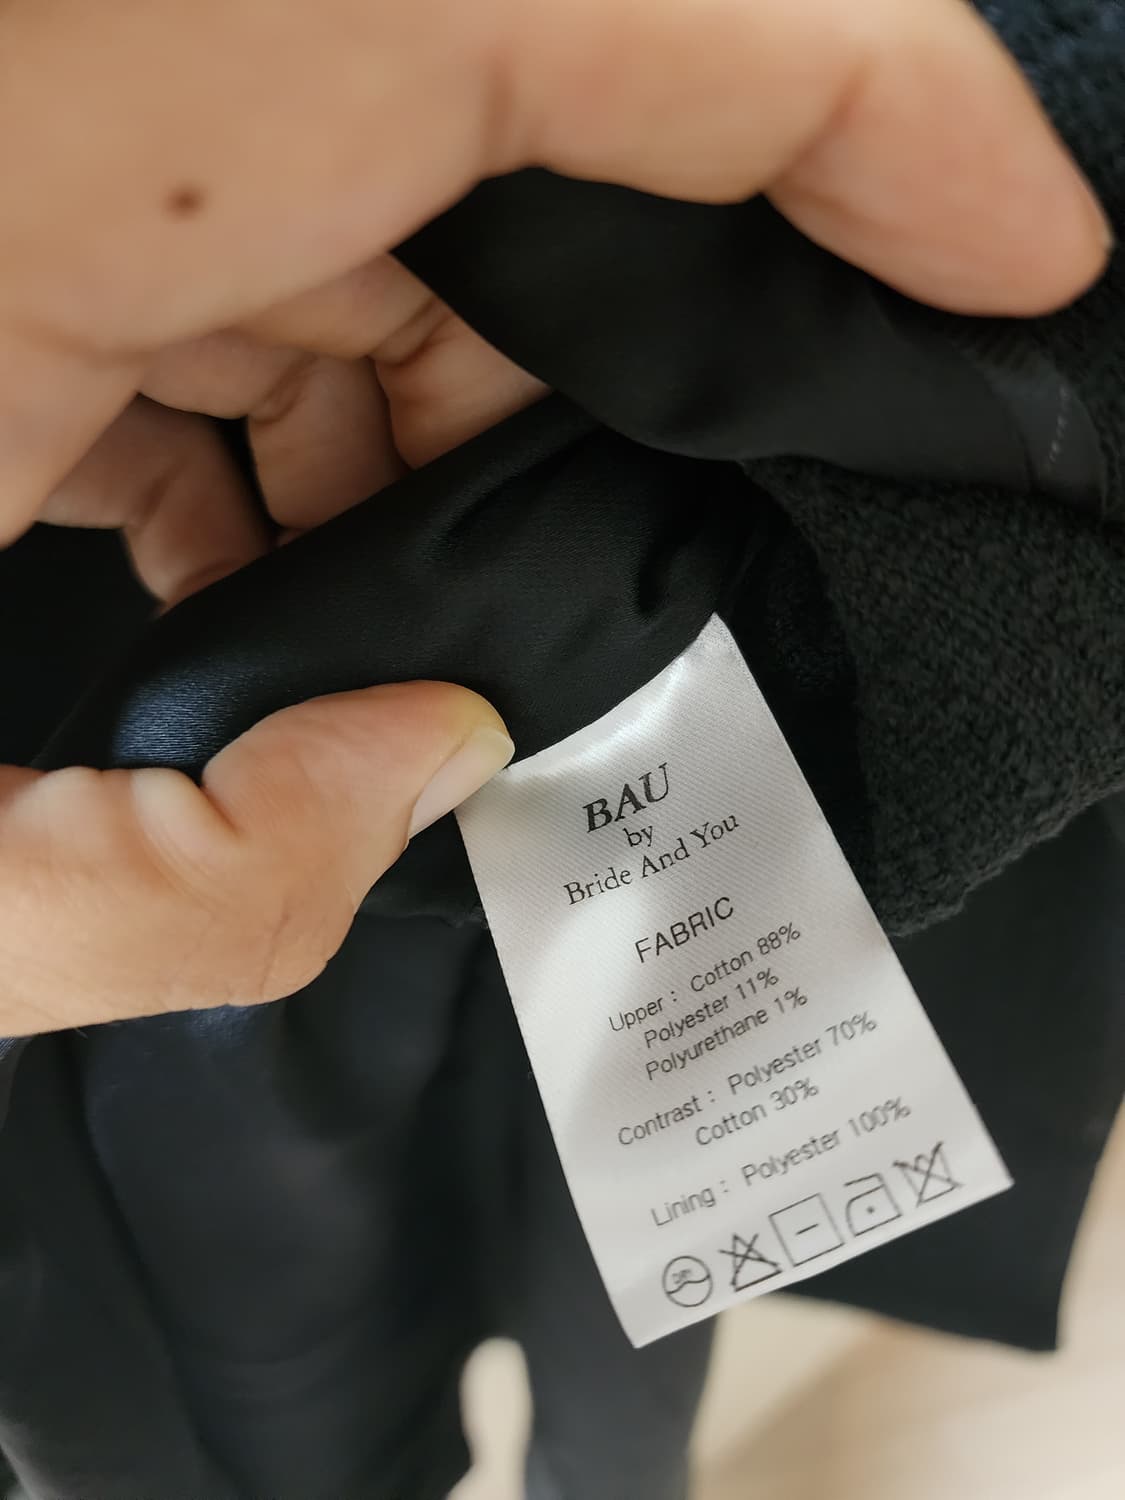 BAU
by
Bride And You
FABRIC
Upper : Cotton 88%
Polyester 11%
Polyurethane 1%
Contrast : Polyester 70%
Cotton 30%
Lining : Polyester 100%
DRY